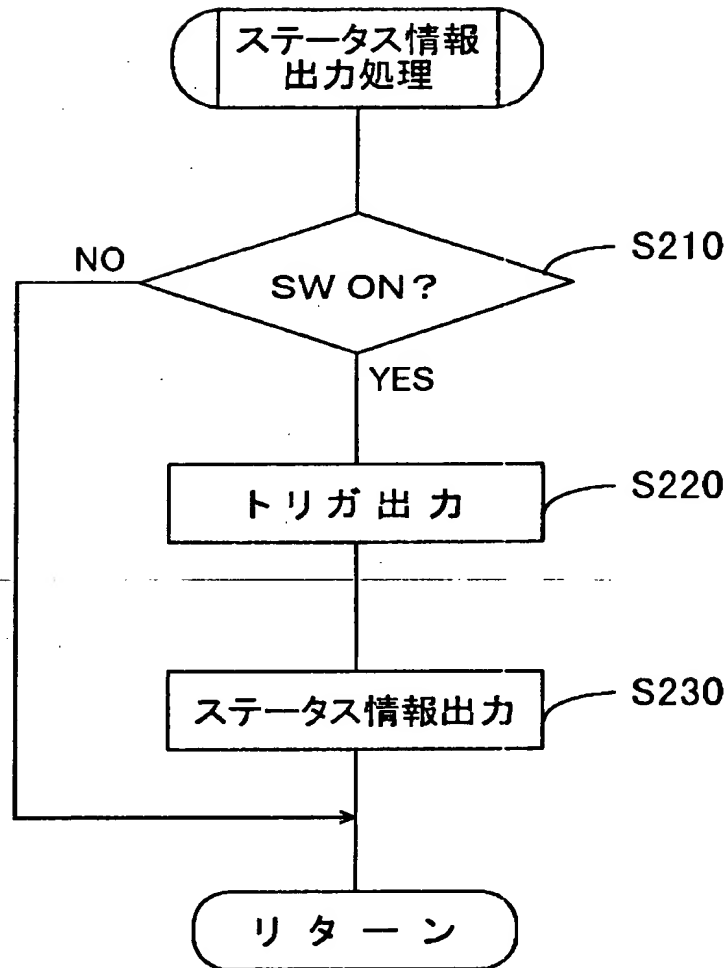 ステータス情報
出力処理
S210
NO
SW ON?
YES
トリガ出力
S220
ステータス情報出力
S230
リターン